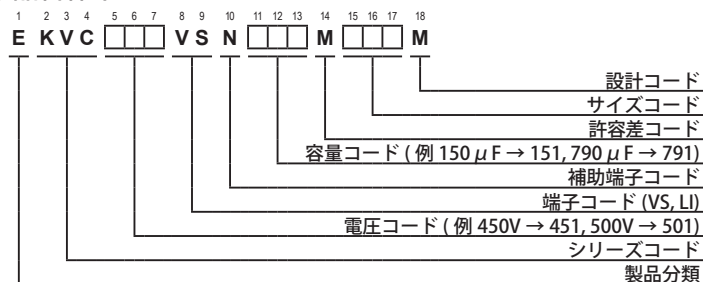 1 2 3 4 5 6 7 8 9 10 11 12 13 14 15 16 17 18
E K V C □□□ V S N □□□ M □□□ M
設計コード
サイズコード
許容差コード
容量コード ( 例 150 μ F → 151, 790 μ F → 791)
補助端子コード
端子コード (VS, LI)
電圧コード ( 例 450V → 451, 500V → 501)
シリーズコード
製品分類